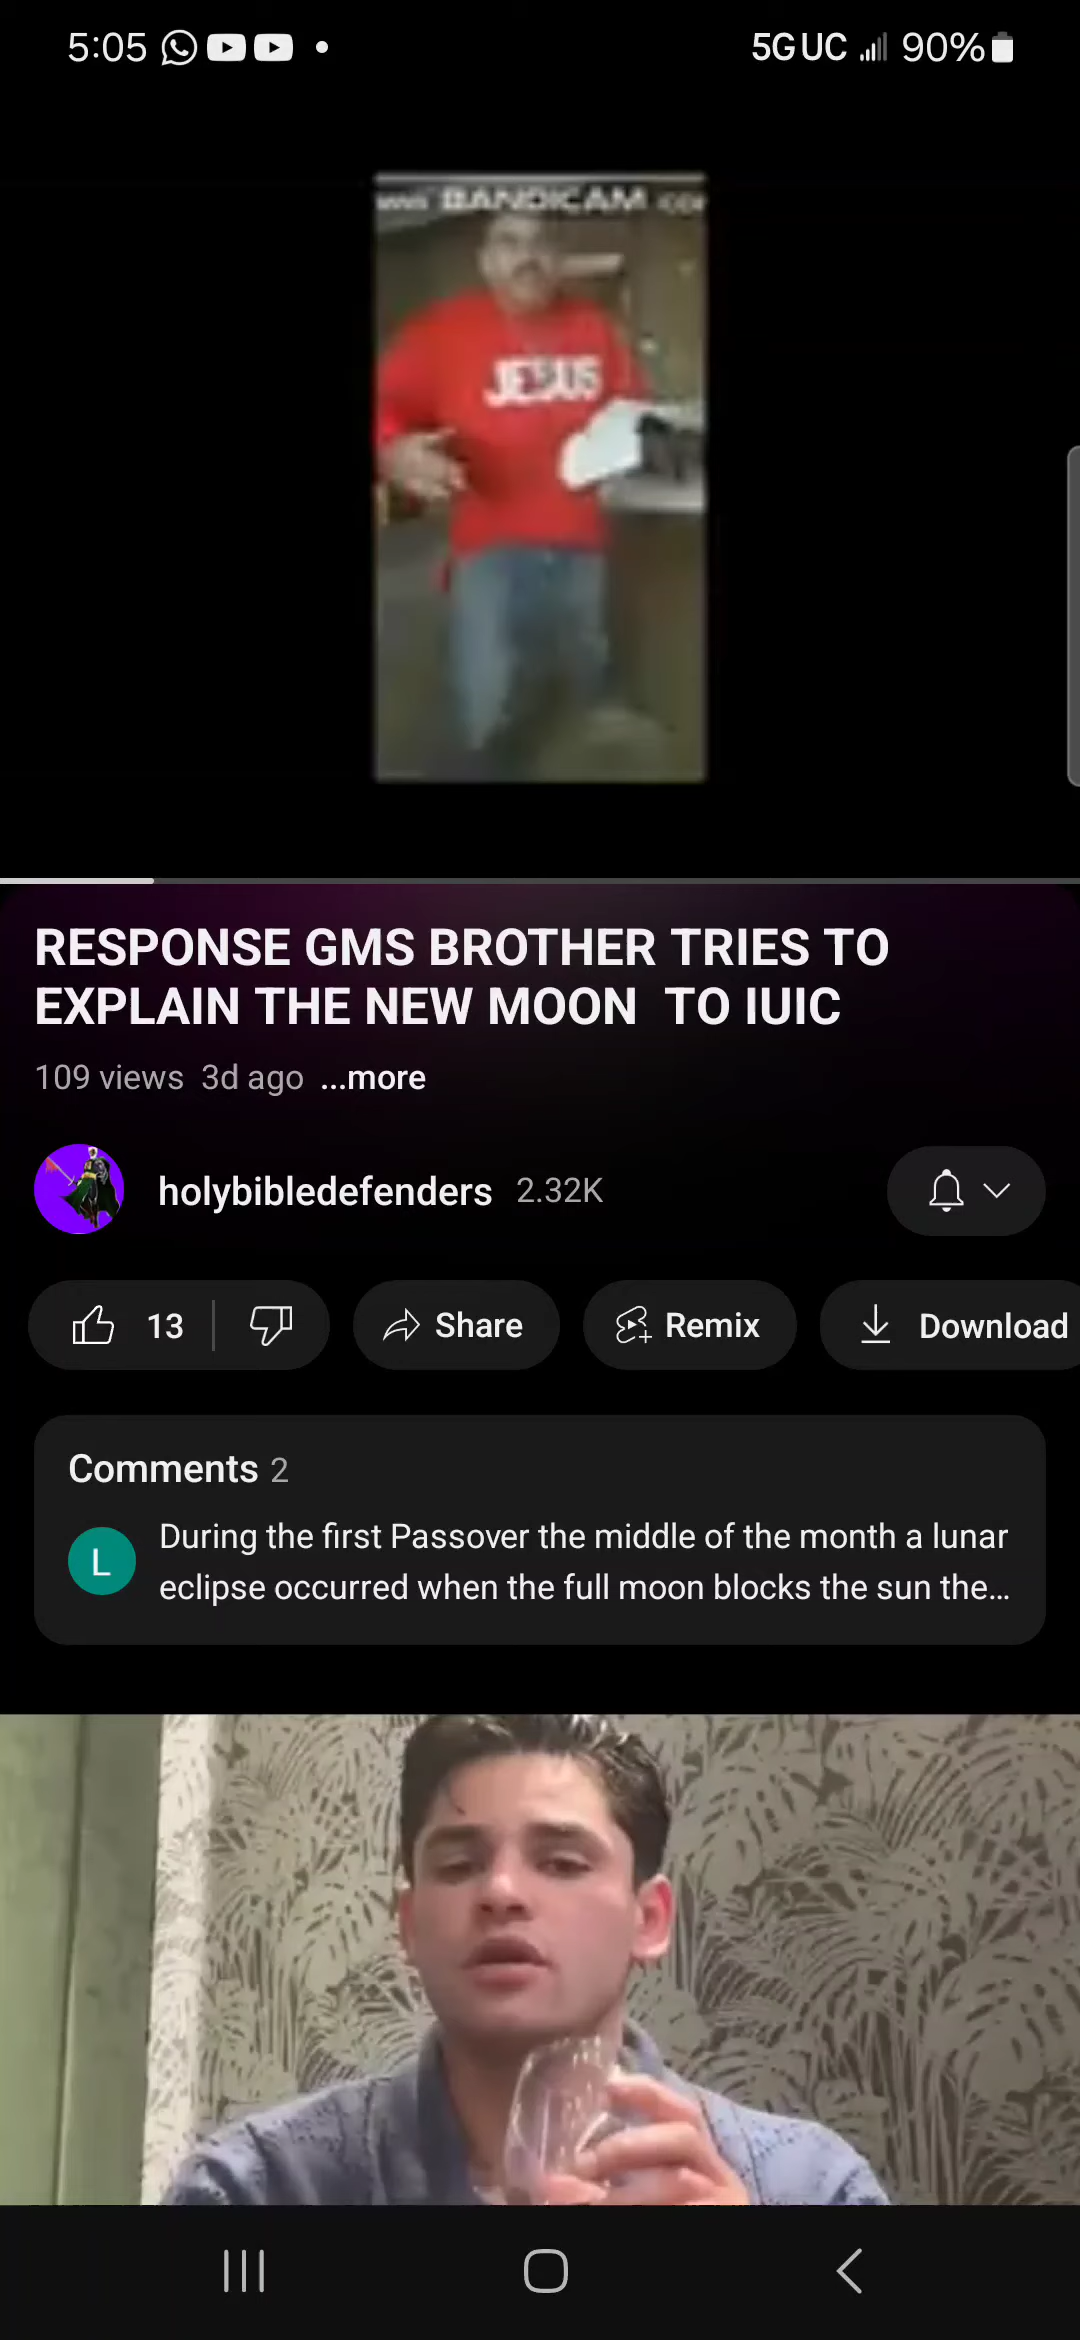 5:05
5G UC 90%
BANDICAM
JESUS
RESPONSE GMS BROTHER TRIES TO
EXPLAIN THE NEW MOON TO IUIC
109 views 3d ago ...more
holybibledefenders 2.32K
13 Share Remix Download
Comments 2
L
During the first Passover the middle of the month a lunar
eclipse occurred when the full moon blocks the sun the...